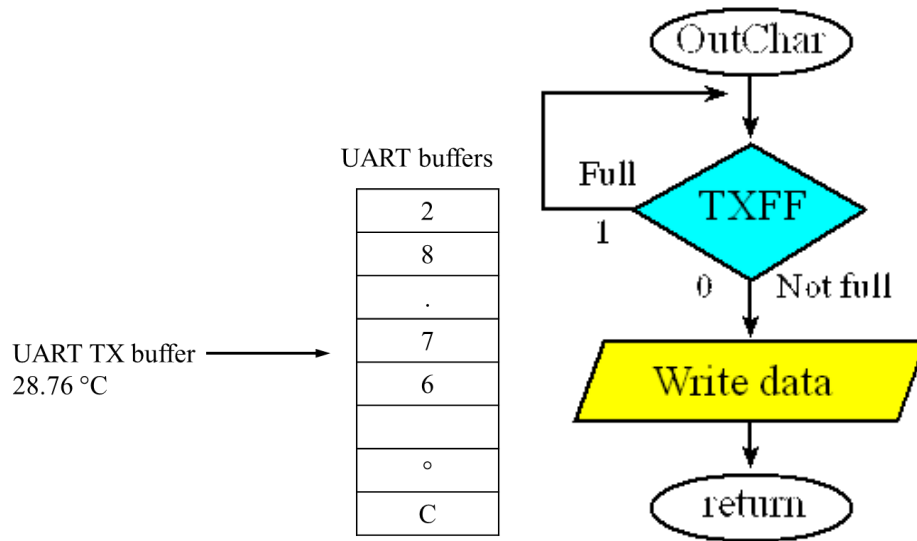 UART TX buffer
28.76 °C
UART buffers
2
8
.
7
6
°
C
OutChar
Full
TXFF
1
0
Not full
Write data
return